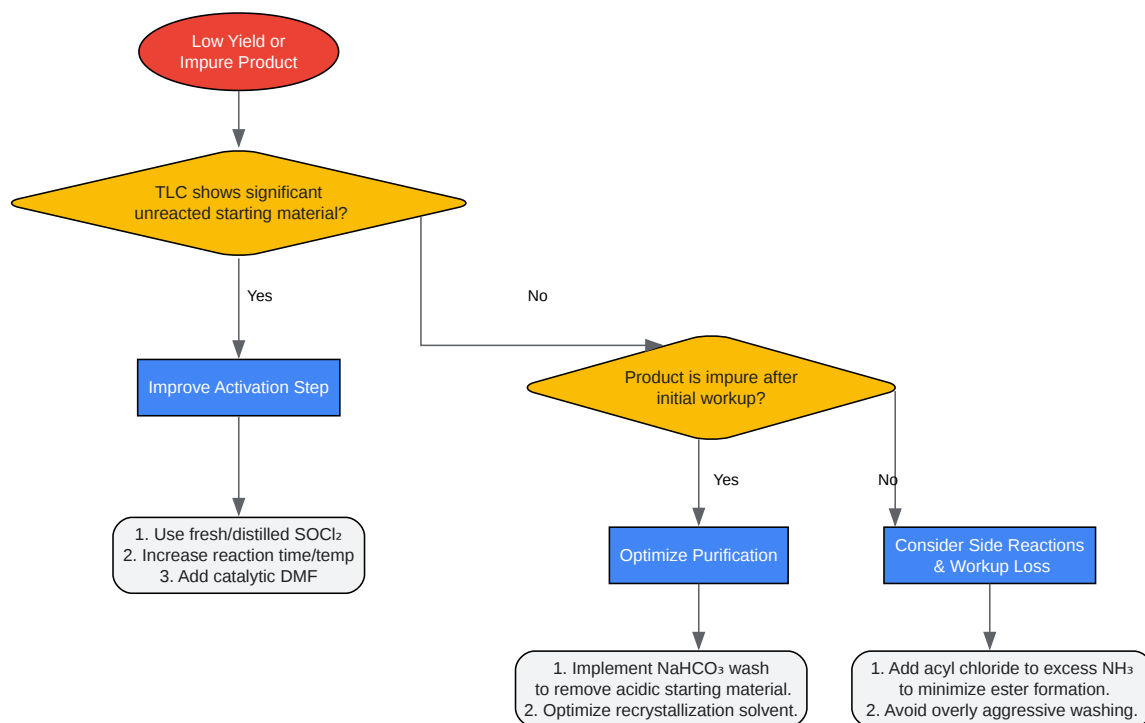 Low Yield or
Impure Product
TLC shows significant
unreacted starting material?
Yes
No
Improve Activation Step
Product is impure after
initial workup?
Yes
No
1. Use fresh/distilled SOCl₂
2. Increase reaction time/temp
3. Add catalytic DMF
Optimize Purification
Consider Side Reactions
& Workup Loss
1. Implement NaHCO₃ wash
to remove acidic starting material.
2. Optimize recrystallization solvent.
1. Add acyl chloride to excess NH₃
to minimize ester formation.
2. Avoid overly aggressive washing.